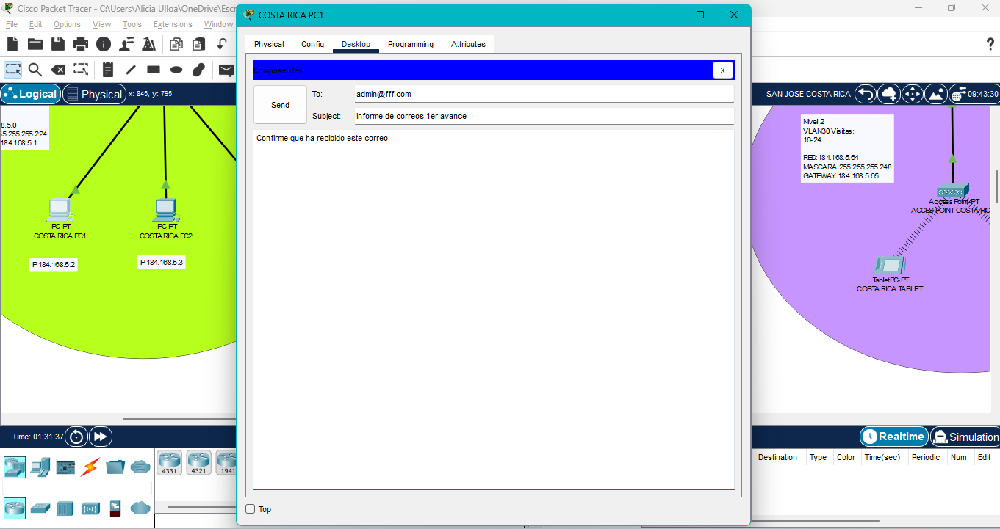 Cisco Packet Tracer - C:\Users\Alicia Ulloa\OneDrive\Escr
File Edit Options View Tools Extensions Window
?
Logical Physical x: 845, y: 795
SAN JOSE COSTA RICA 09:43:30
8.5.0
55.255.255.224
184.168.5.1
PC-PT
COSTA RICA PC1
IP:184.168.5.2
PC-PT
COSTA RICA PC2
IP:184.168.5.3
COSTA RICA PC1
Physical Config Desktop Programming Attributes
Compose Mail X
Send
To: admin@fff.com
Subject: Informe de correos 1er avance
Confirme que ha recibido este correo.
Top
Nivel 2
VLAN30 Visitas:
16-24
RED:184.168.5.64
MASCARA:255.255.255.248
GATEWAY:184.168.5.65
Access Point-PT
ACCES POINT COSTA RIC
TabletPC-PT
COSTA RICA TABLET
Time: 01:31:37
Realtime Simulation
4331 4321 1941
Destination Type Color Time(sec) Periodic Num Edit